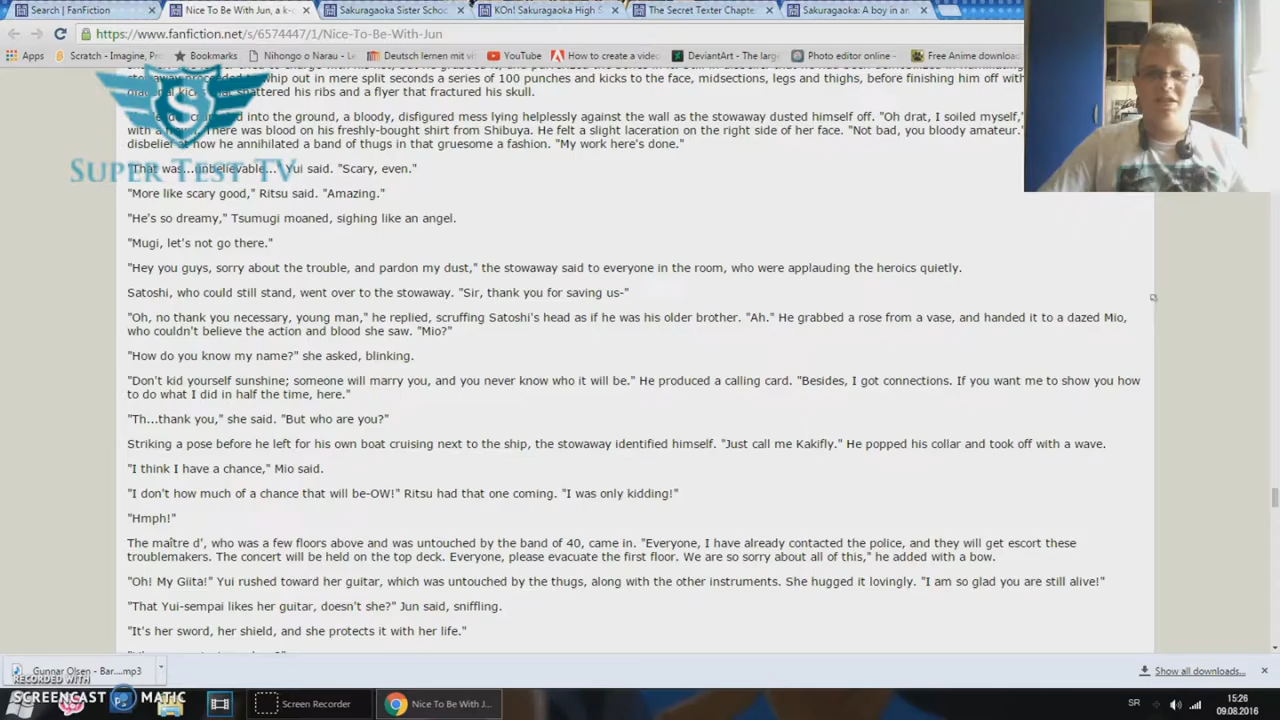 Search | FanFiction
Nice To Be With Jun, a k-
Sakuragaoka Sister Schoo
KOn! Sakuragaoka High S
The Secret Texter Chapte
Sakuragaoka: A boy in an
https://www.fanfiction.net/s/6574447/1/Nice-To-Be-With-Jun
Apps
Scratch - Imagine, Pro
Bookmarks
Nihongo o Narau
Deutsch lernen mit vi
YouTube
How to create a video
DeviantArt - The large
Photo editor online -
Free Anime download
whip out in mere split seconds a series of 100 punches and kicks to the face, midsections, legs and thighs, before finishing him off with
kicks that shattered his ribs and a flyer that fractured his skull.
into the ground, a bloody, disfigured mess lying helplessly against the wall as the stowaway dusted himself off. "Oh drat, I soiled myself,"
with a There was blood on his freshly-bought shirt from Shibuya. He felt a slight laceration on the right side of her face. "Not bad, you bloody amateur."
disbelief at how he annihilated a band of thugs in that gruesome a fashion. "My work here's done."
SUPER TEST TV
"That was...unbelievable..." Yui said. "Scary, even."
"More like scary good," Ritsu said. "Amazing."
"He's so dreamy," Tsumugi moaned, sighing like an angel.
"Mugi, let's not go there."
"Hey you guys, sorry about the trouble, and pardon my dust," the stowaway said to everyone in the room, who were applauding the heroics quietly.
Satoshi, who could still stand, went over to the stowaway. "Sir, thank you for saving us-"
"Oh, no thank you necessary, young man," he replied, scruffing Satoshi's head as if he was his older brother. "Ah." He grabbed a rose from a vase, and handed it to a dazed Mio,
who couldn't believe the action and blood she saw. "Mio?"
"How do you know my name?" she asked, blinking.
"Don't kid yourself sunshine; someone will marry you, and you never know who it will be." He produced a calling card. "Besides, I got connections. If you want me to show you how
to do what I did in half the time, here."
"Th...thank you," she said. "But who are you?"
Striking a pose before he left for his own boat cruising next to the ship, the stowaway identified himself. "Just call me Kakifly." He popped his collar and took off with a wave.
"I think I have a chance," Mio said.
"I don't how much of a chance that will be-OW!" Ritsu had that one coming. "I was only kidding!"
"Hmph!"
The maître d', who was a few floors above and was untouched by the band of 40, came in. "Everyone, I have already contacted the police, and they will get escort these
troublemakers. The concert will be held on the top deck. Everyone, please evacuate the first floor. We are so sorry about all of this," he added with a bow.
"Oh! My Giita!" Yui rushed toward her guitar, which was untouched by the thugs, along with the other instruments. She hugged it lovingly. "I am so glad you are still alive!"
"That Yui-sempai likes her guitar, doesn't she?" Jun said, sniffling.
"It's her sword, her shield, and she protects it with her life."
Gunnar Olsen - Bar....mp3
Show all downloads...
RECORDED WITH
SCREENCAST MATIC
Screen Recorder
Nice To Be With J...
SR
15:26
09.08.2016